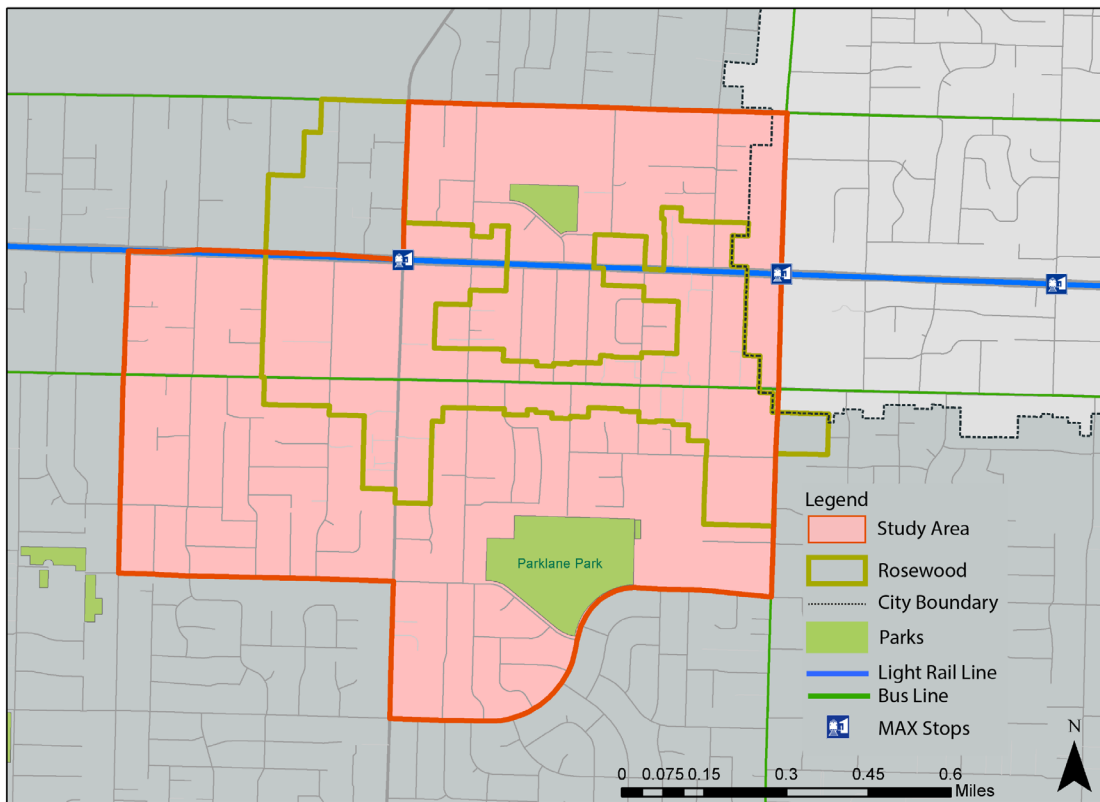 Parklane Park
Legend
Study Area
Rosewood
City Boundary
Parks
Light Rail Line
Bus Line
MAX Stops
N
0 0.075 0.15 0.3 0.45 0.6
Miles